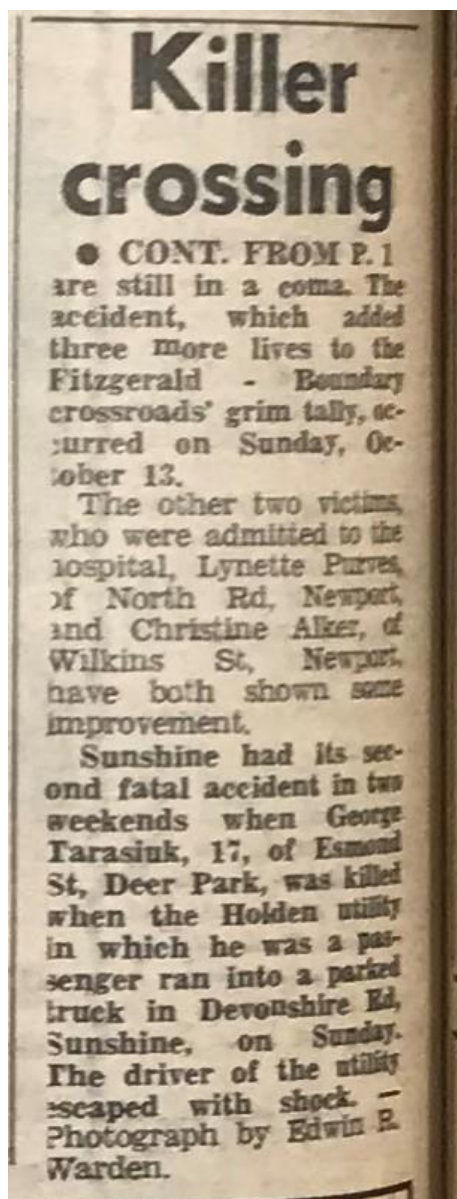 Killer
crossing
● CONT. FROM P. 1
are still in a coma. The
accident, which added
three more lives to the
Fitzgerald - Boundary
crossroads' grim tally, oc-
curred on Sunday, Oc-
tober 13.
The other two victims,
who were admitted to the
hospital, Lynette Purves,
of North Rd, Newport,
and Christine Alker, of
Wilkins St, Newport,
have both shown some
improvement.
Sunshine had its sec-
ond fatal accident in two
weekends when George
Tarasiuk, 17, of Esmond
St, Deer Park, was killed
when the Holden utility
in which he was a pas-
senger ran into a parked
truck in Devonshire Rd,
Sunshine, on Sunday.
The driver of the utility
escaped with shock. —
Photograph by Edwin R.
Warden.